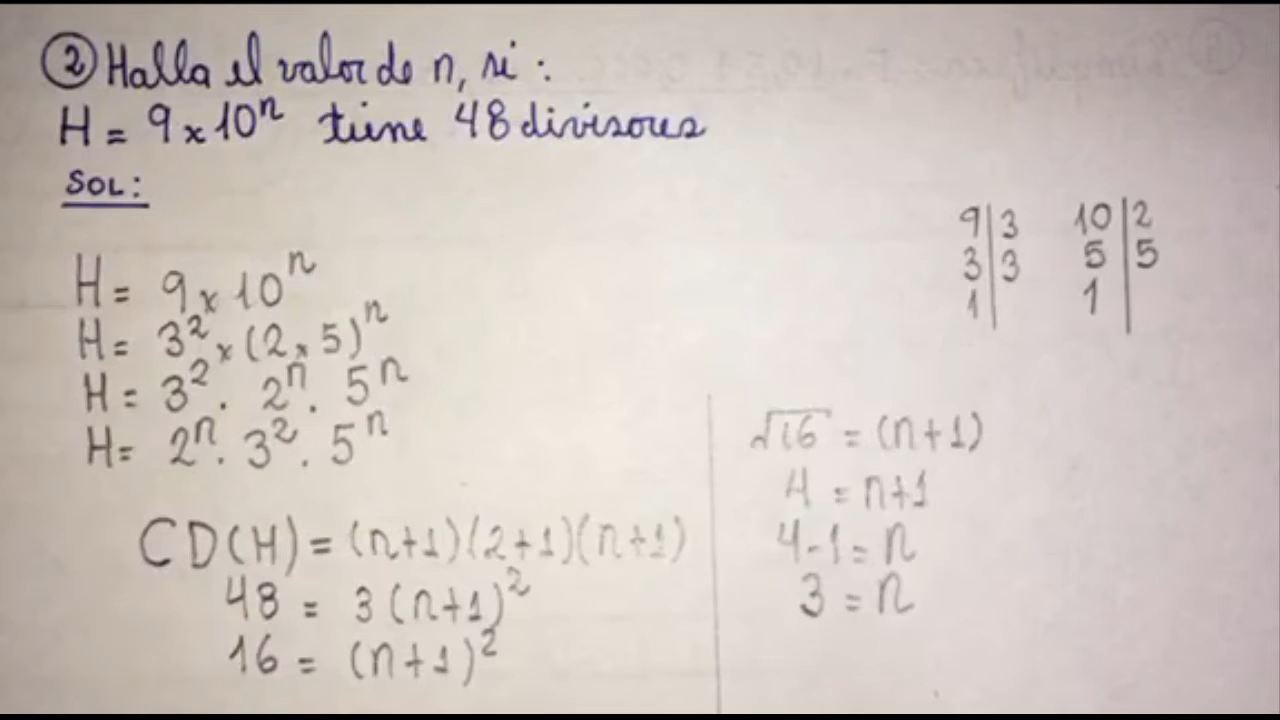 ② Halla el valor de n, si :
H = 9 x 10ⁿ tiene 48 divisores
SOL:
H = 9 x 10ⁿ
H = 3² x (2 x 5)ⁿ
H = 3² . 2ⁿ . 5ⁿ
H = 2ⁿ . 3² . 5ⁿ
CD(H) = (n+1)(2+1)(n+1)
48 = 3(n+1)²
16 = (n+1)²
9 | 3
3 | 3
1 |
10 | 2
5 | 5
1 |
√16 = (n+1)
4 = n+1
4-1 = n
3 = n